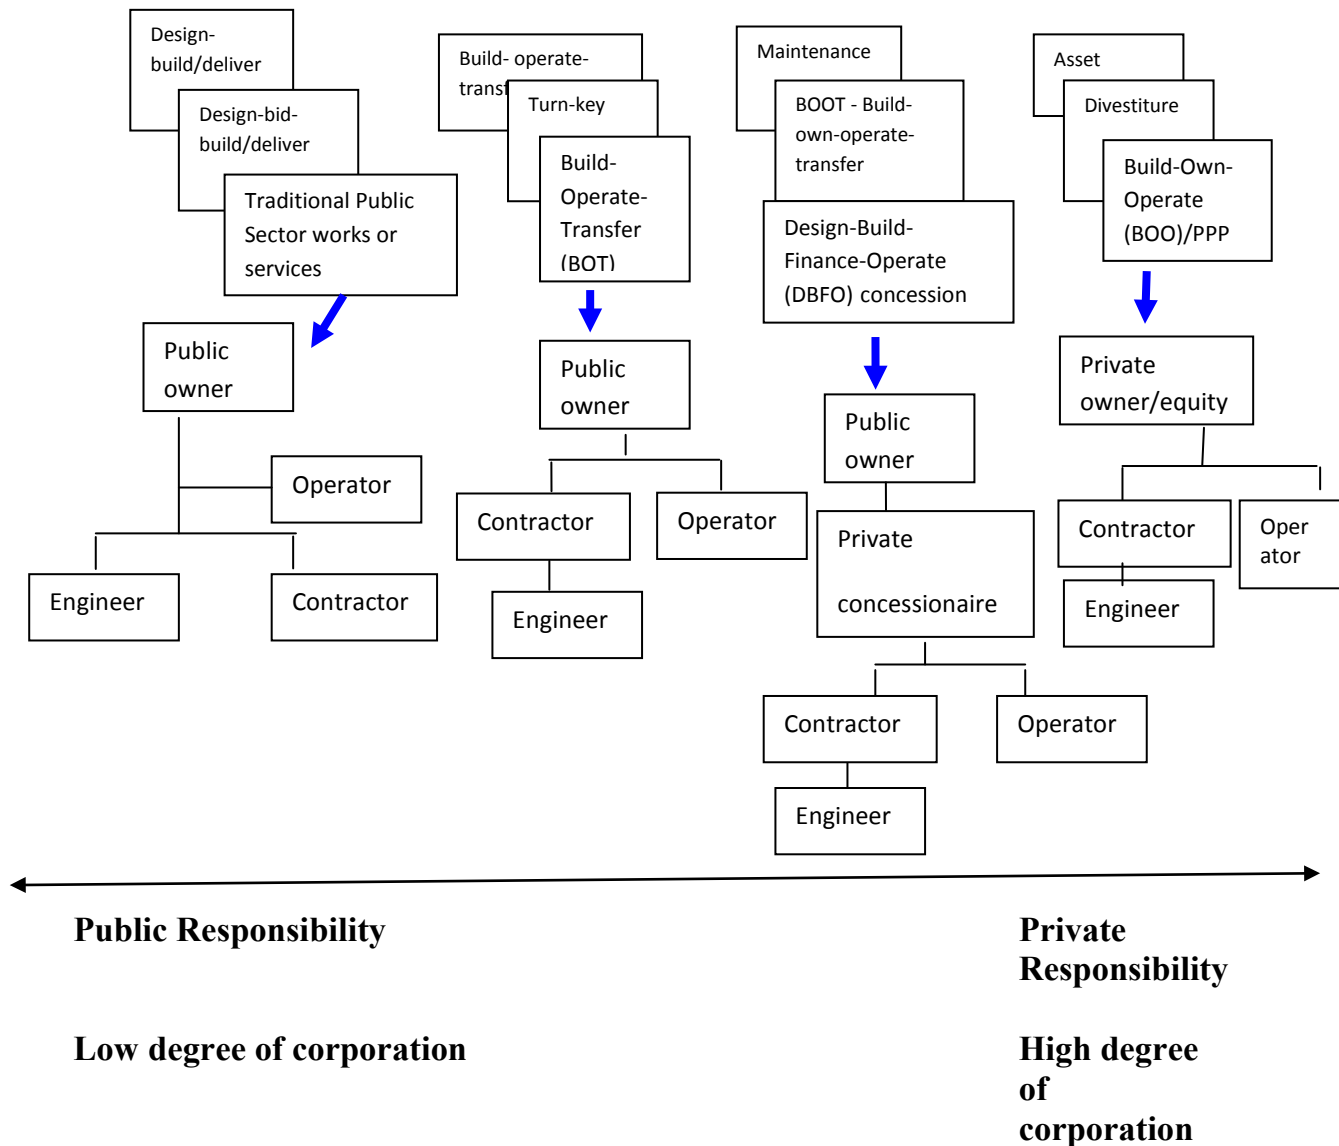 Design-
build/deliver
Design-bid-
build/deliver
Traditional Public
Sector works or
services
Public
owner
Operator
Engineer
Contractor
Build- operate-
transf
Turn-key
Build-
Operate-
Transfer
(BOT)
Public
owner
Contractor
Operator
Engineer
Maintenance
BOOT - Build-
own-operate-
transfer
Design-Build-
Finance-Operate
(DBFO) concession
Public
owner
Private
concessionaire
Contractor
Operator
Engineer
Asset
Divestiture
Build-Own-
Operate
(BOO)/PPP
Private
owner/equity
Contractor
Oper
ator
Engineer
Public Responsibility
Private
Responsibility
Low degree of corporation
High degree
of
corporation